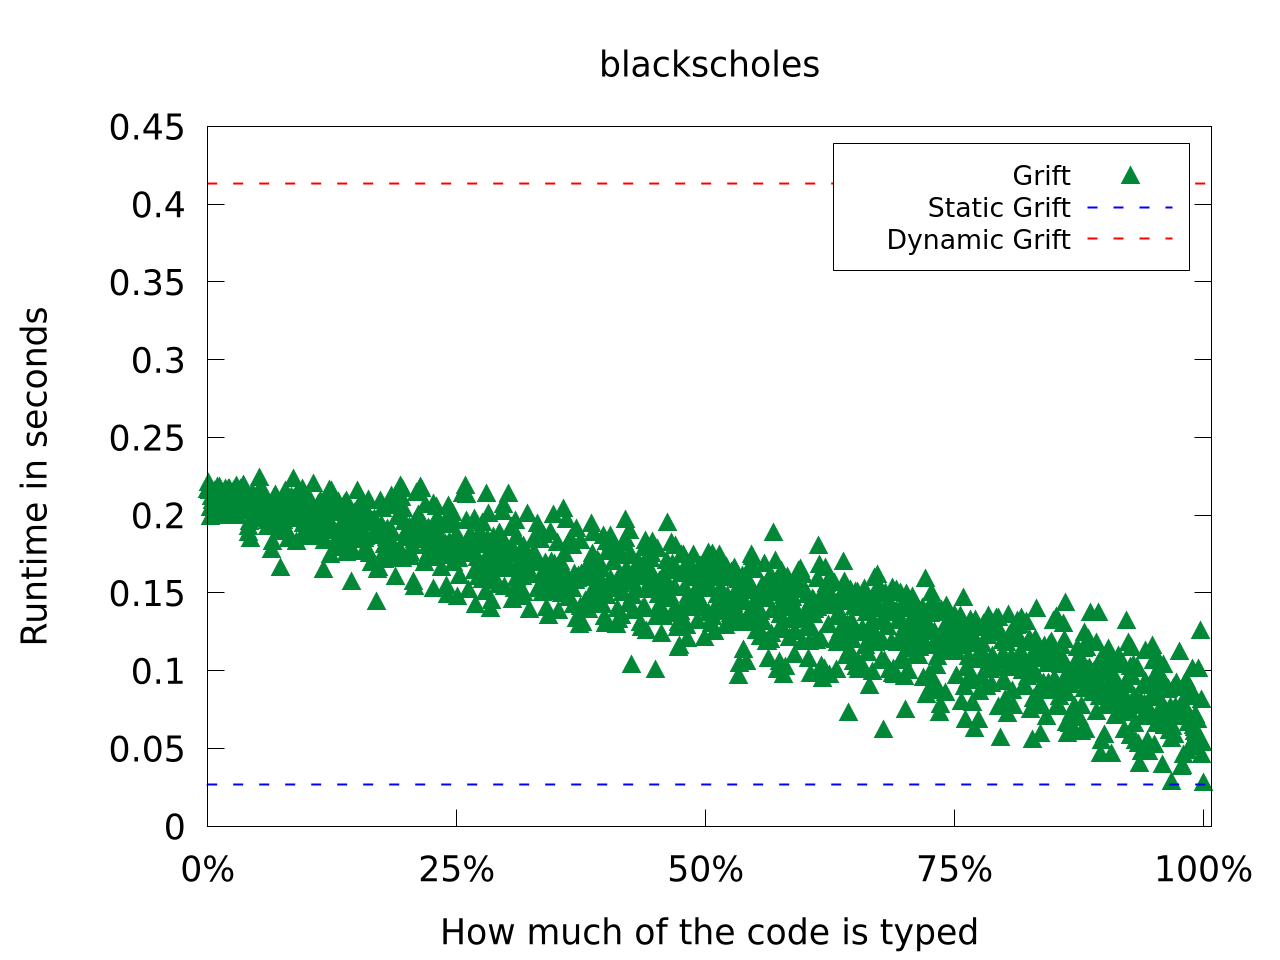 blackscholes
0.45
0.4
0.35
0.3
0.25
0.2
0.15
0.1
0.05
0
Runtime in seconds
Grift
Static Grift
Dynamic Grift
0% 25% 50% 75% 100%
How much of the code is typed